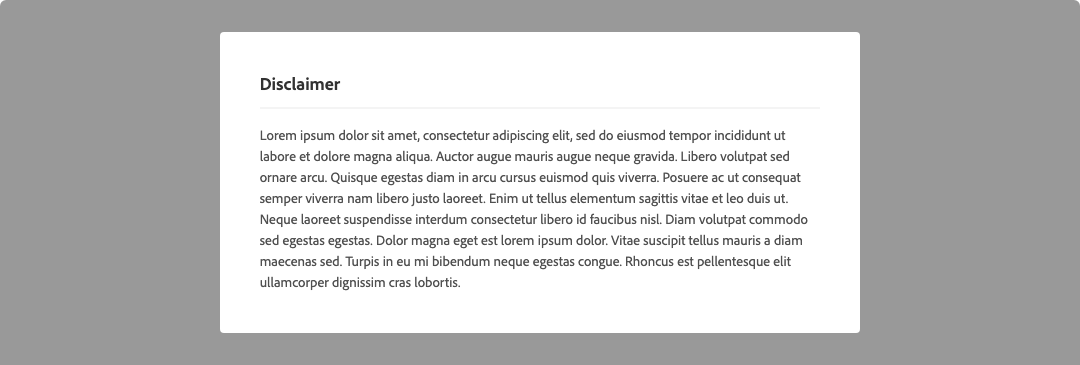 Disclaimer
Lorem ipsum dolor sit amet, consectetur adipiscing elit, sed do eiusmod tempor incididunt ut
labore et dolore magna aliqua. Auctor augue mauris augue neque gravida. Libero volutpat sed
ornare arcu. Quisque egestas diam in arcu cursus euismod quis viverra. Posuere ac ut consequat
semper viverra nam libero justo laoreet. Enim ut tellus elementum sagittis vitae et leo duis ut.
Neque laoreet suspendisse interdum consectetur libero id faucibus nisl. Diam volutpat commodo
sed egestas egestas. Dolor magna eget est lorem ipsum dolor. Vitae suscipit tellus mauris a diam
maecenas sed. Turpis in eu mi bibendum neque egestas congue. Rhoncus est pellentesque elit
ullamcorper dignissim cras lobortis.